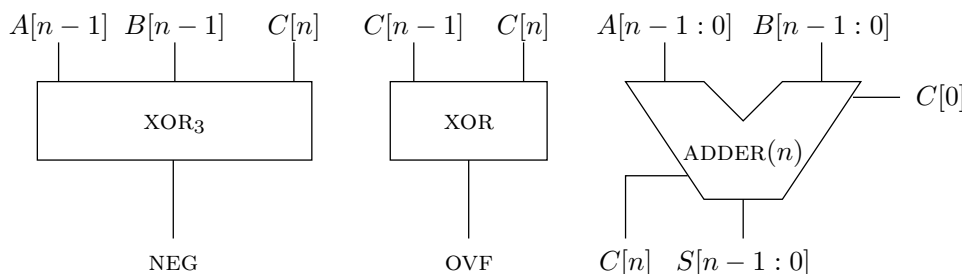 A[n − 1] B[n − 1] C[n] C[n − 1] C[n] A[n − 1 : 0] B[n − 1 : 0]
C[0]
XOR₃ XOR
ADDER(n)
C[n] S[n − 1 : 0]
NEG OVF